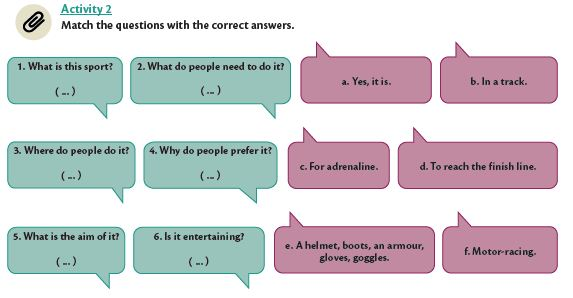 Activity 2
Match the questions with the correct answers.
1. What is this sport?
(...)
2. What do people need to do it?
(...)
a. Yes, it is.
b. In a track.
3. Where do people do it?
(...)
4. Why do people prefer it?
(...)
c. For adrenaline.
d. To reach the finish line.
5. What is the aim of it?
(...)
6. Is it entertaining?
(...)
e. A helmet, boots, an armour,
gloves, goggles.
f. Motor-racing.